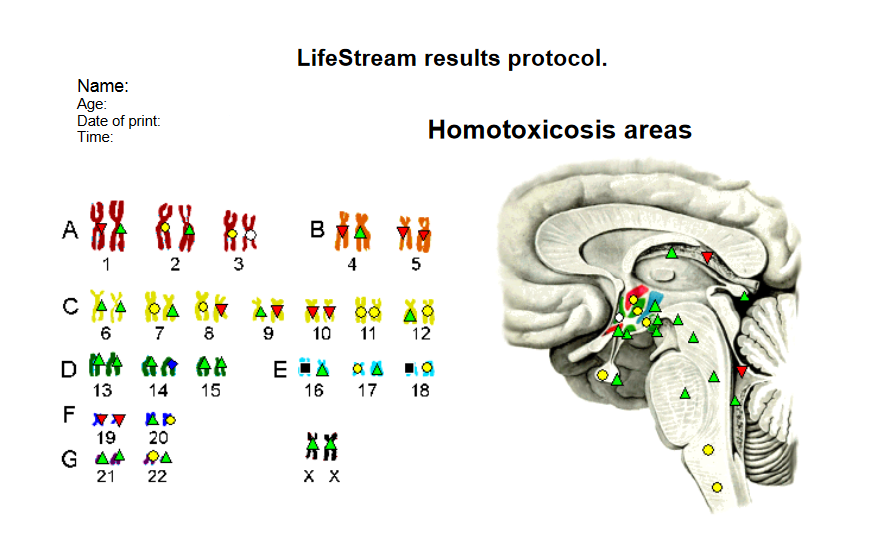 LifeStream results protocol.
Name:
Age:
Date of print:
Time:
Homotoxicosis areas
A B
1 2 3 4 5
C
6 7 8 9 10 11 12
D E
13 14 15 16 17 18
F
19 20
G
21 22 X X